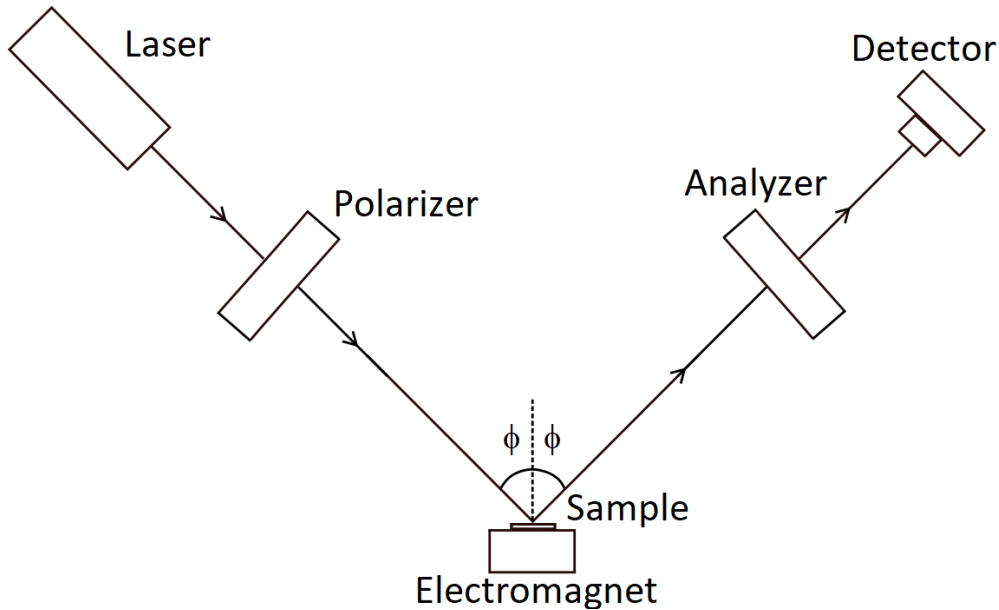 Laser
Detector
Polarizer
Analyzer
ϕ ϕ
Sample
Electromagnet